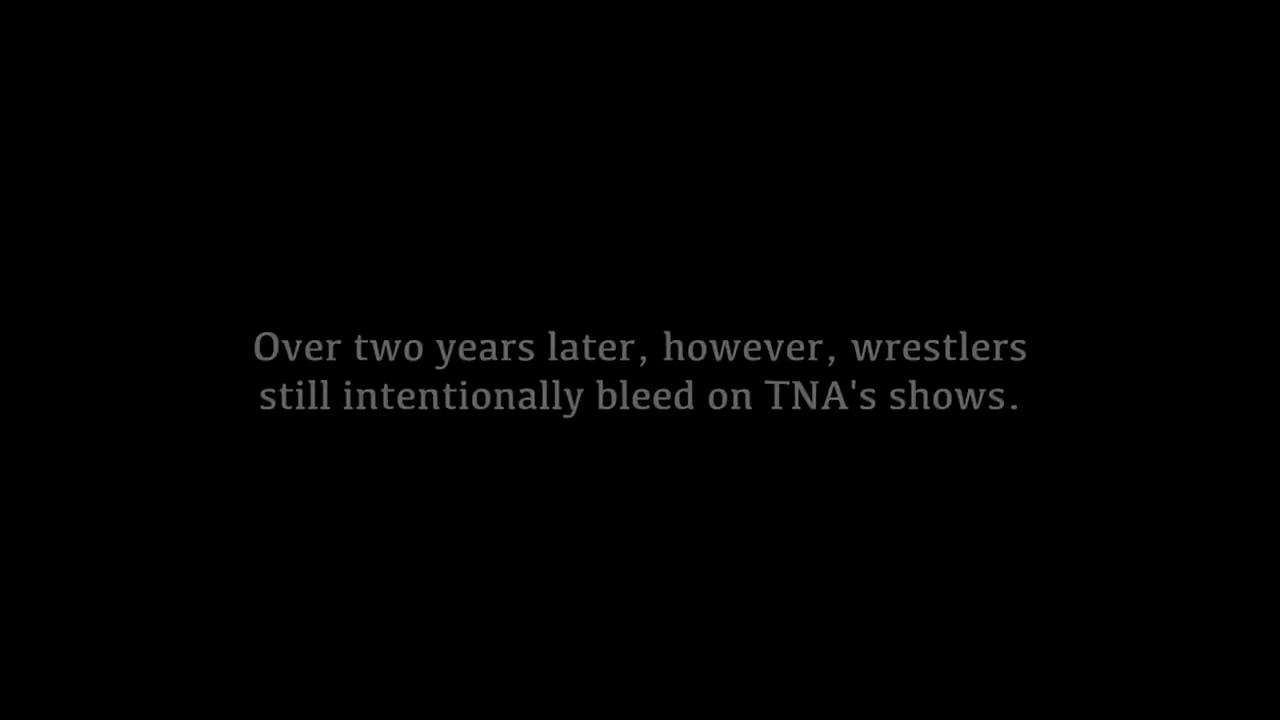 Over two years later, however, wrestlers
still intentionally bleed on TNA's shows.